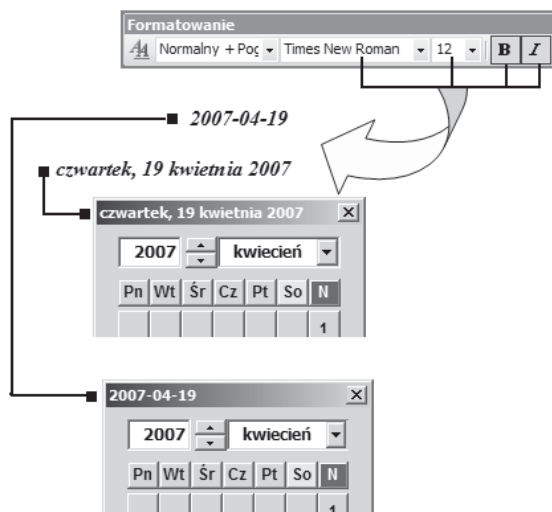 Formatowanie
Normalny + Pog Times New Roman 12 B I
2007-04-19
czwartek, 19 kwietnia 2007
czwartek, 19 kwietnia 2007
2007 kwiecień
Pn Wt Śr Cz Pt So N
1
2007-04-19
2007 kwiecień
Pn Wt Śr Cz Pt So N
1